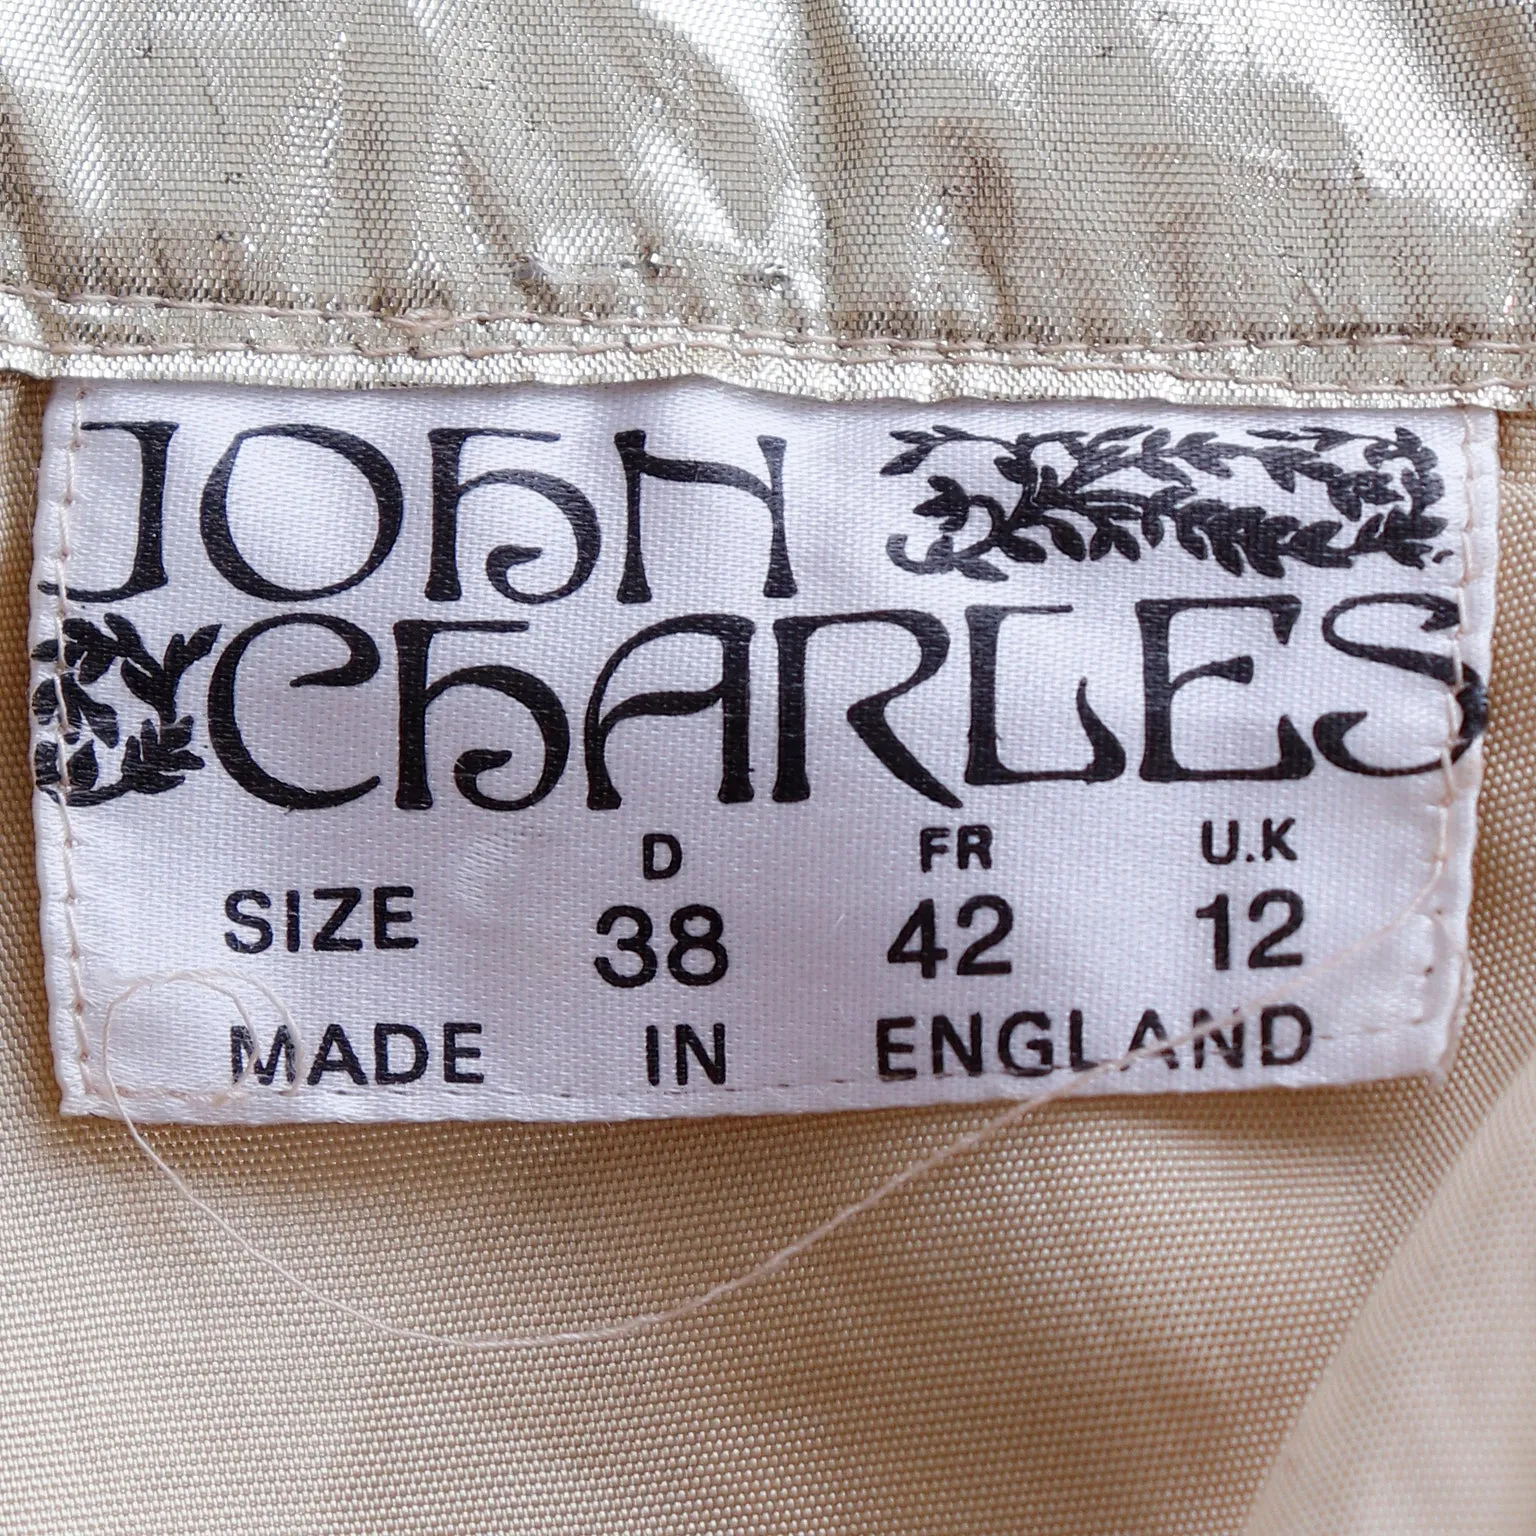 JOHN
CHARLES
D FR U.K
SIZE 38 42 12
MADE IN ENGLAND